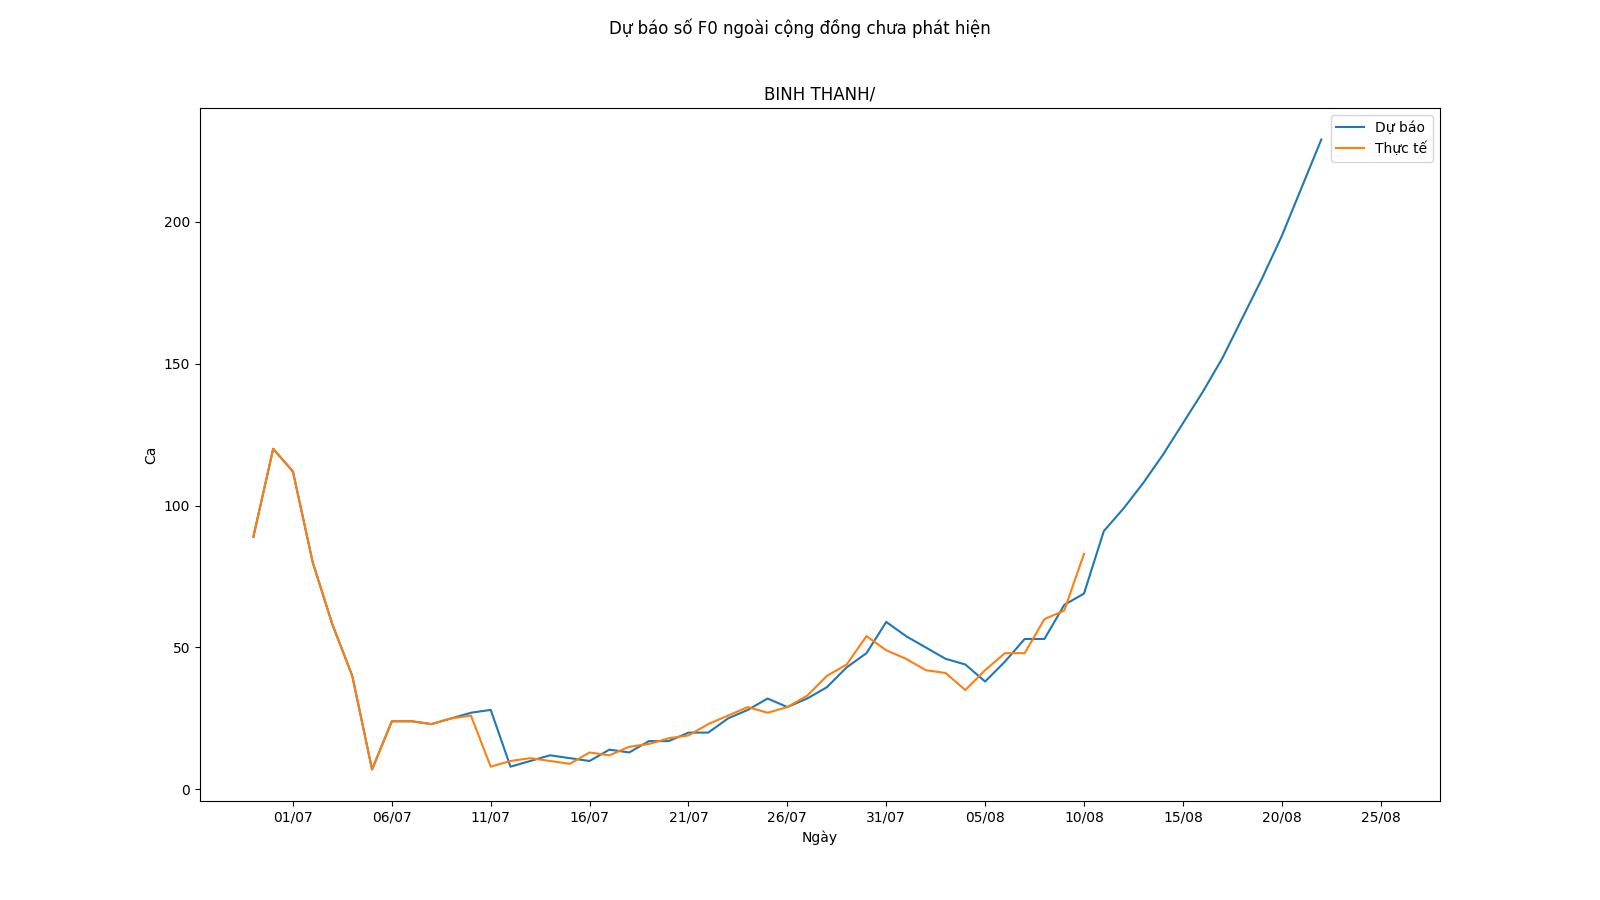 Dự báo số F0 ngoài cộng đồng chưa phát hiện
BINH THANH/
Dự báo
Thực tế
200
150
100
50
0
Ca
01/07 06/07 11/07 16/07 21/07 26/07 31/07 05/08 10/08 15/08 20/08 25/08
Ngày